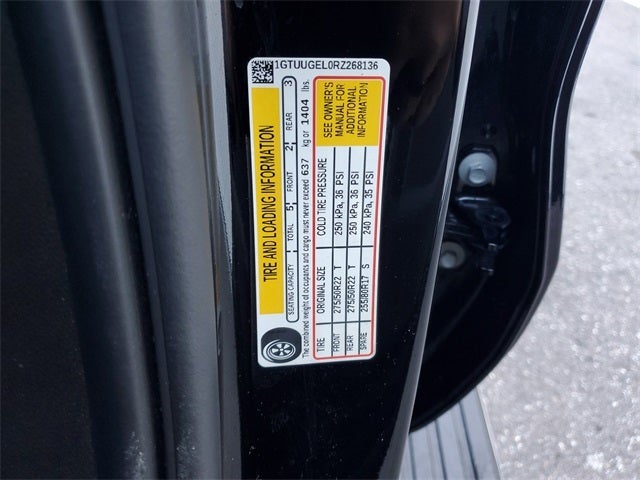 1GTUUGEL0RZ268136
TIRE AND LOADING INFORMATION
SEATING CAPACITY TOTAL 5 FRONT 2 REAR 3
The combined weight of occupants and cargo must never exceed 637 kg or 1404 lbs.
TIRE ORIGINAL SIZE COLD TIRE PRESSURE
FRONT 275/50R22 T 250 kPa, 36 PSI
REAR 275/50R22 T 250 kPa, 36 PSI
SPARE 255/80R17 S 240 kPa, 35 PSI
SEE OWNER'S
MANUAL FOR
ADDITIONAL
INFORMATION